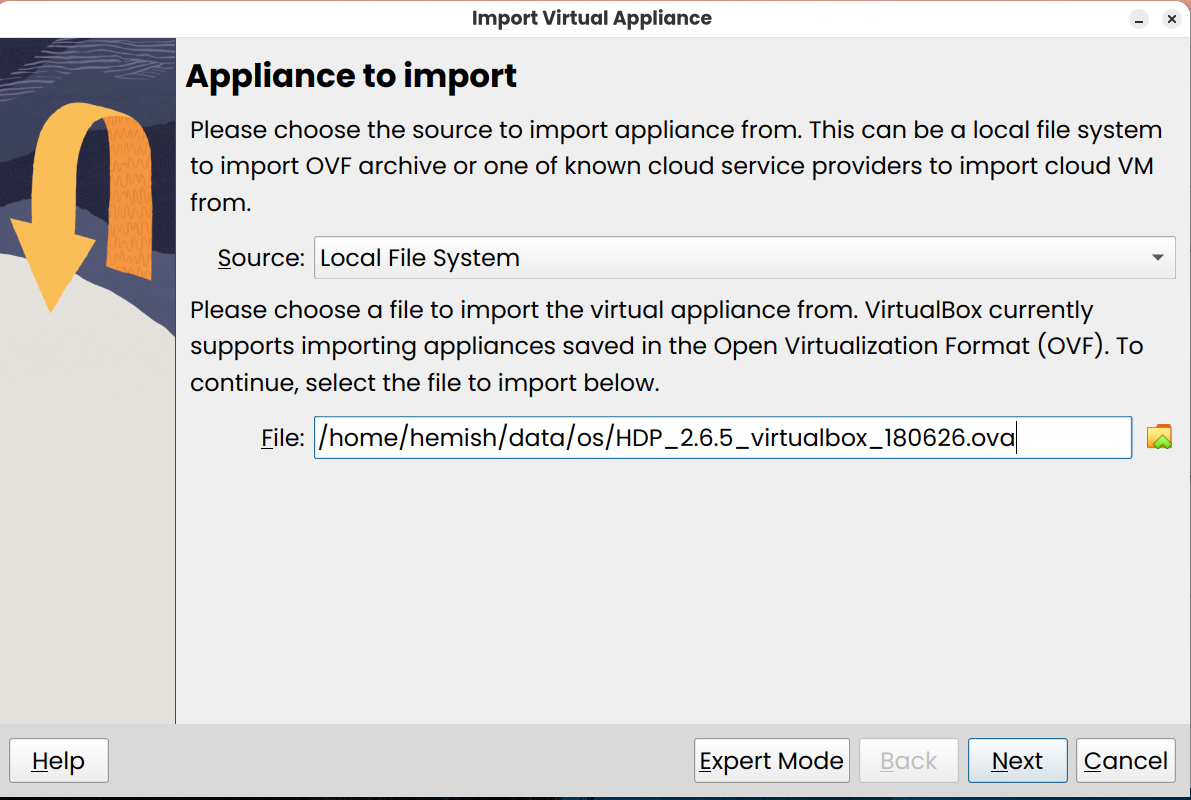 Import Virtual Appliance
Appliance to import
Please choose the source to import appliance from. This can be a local file system
to import OVF archive or one of known cloud service providers to import cloud VM
from.
Source: Local File System
Please choose a file to import the virtual appliance from. VirtualBox currently
supports importing appliances saved in the Open Virtualization Format (OVF). To
continue, select the file to import below.
File: /home/hemish/data/os/HDP_2.6.5_virtualbox_180626.ova
Help Expert Mode Back Next Cancel